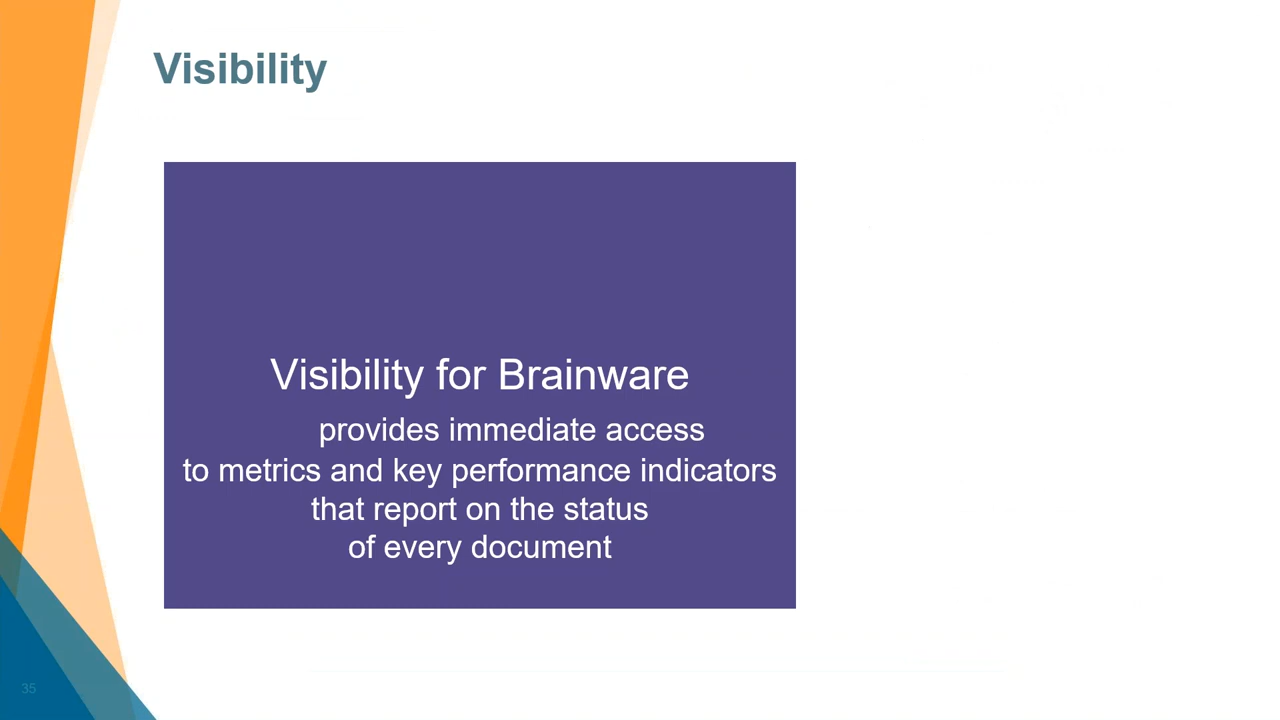 Visibility
Visibility for Brainware
provides immediate access
to metrics and key performance indicators
that report on the status
of every document
35